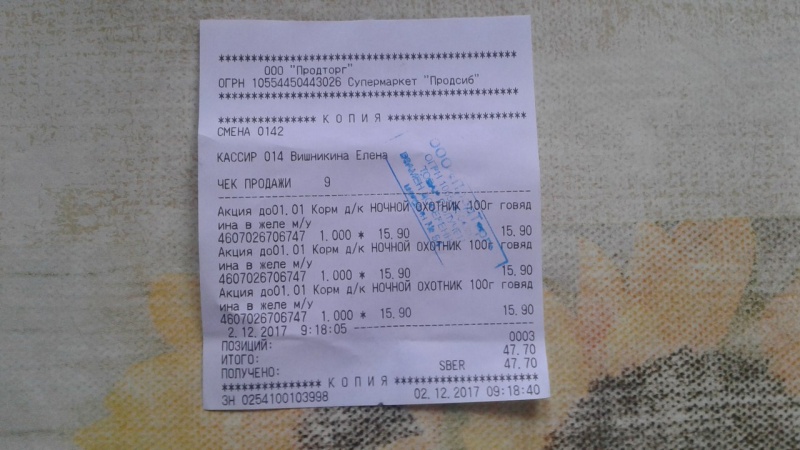 ****************************************************
ООО "Продторг"
ОГРН 10554450443026 Супермаркет "Продсиб"
****************************************************
***************** К О П И Я ************************
СМЕНА 0142
КАССИР 014 Вишникина Елена
ЧЕК ПРОДАЖИ 9
Акция до01.01 Корм д/к НОЧНОЙ ОХОТНИК 100г говяд
ина в желе м/у
4607026706747 1.000 * 15.90 15.90
Акция до01.01 Корм д/к НОЧНОЙ ОХОТНИК 100г говяд
ина в желе м/у
4607026706747 1.000 * 15.90 15.90
Акция до01.01 Корм д/к НОЧНОЙ ОХОТНИК 100г говяд
ина в желе м/у
4607026706747 1.000 * 15.90 15.90
2.12.2017 9:18:05
ПОЗИЦИЙ: 0003
ИТОГО: 47.70
ПОЛУЧЕНО: SBER 47.70
***************** К О П И Я ************************
ЗН 0254100103998 02.12.2017 09:18:40
ООО